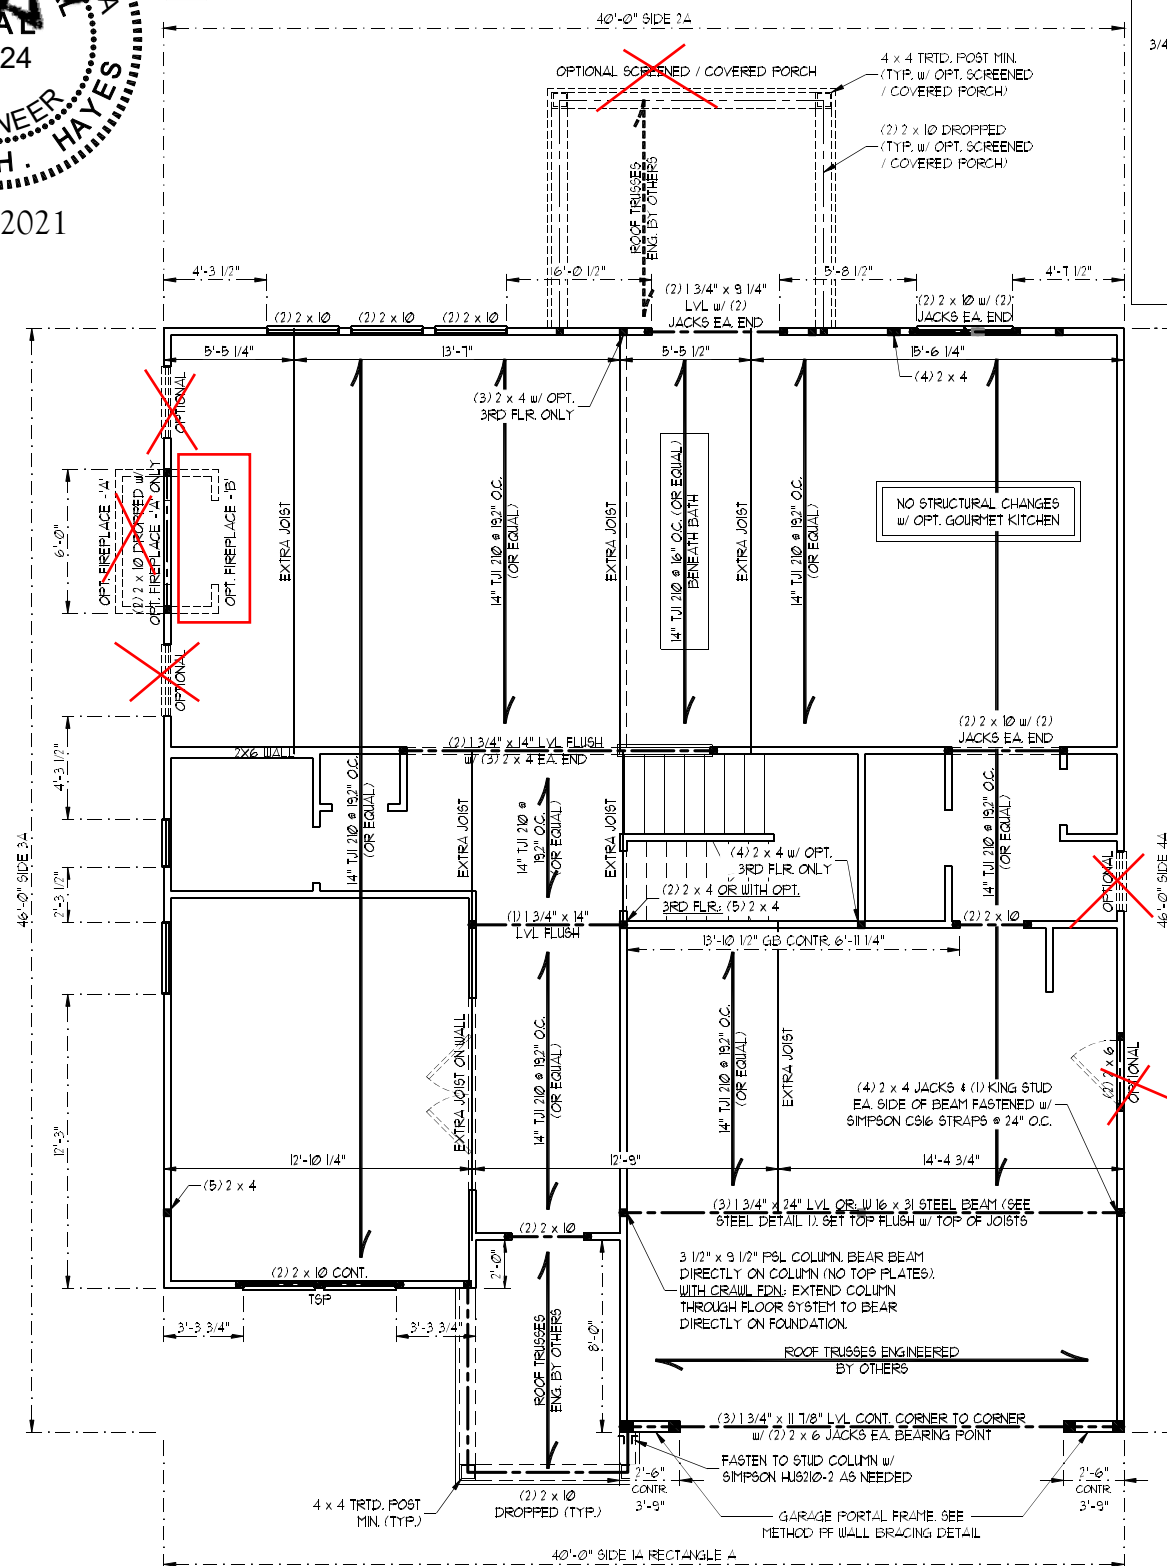 40'-0" SIDE 2A
3/4
24
NEER
H. HAYES
2021
OPTIONAL SCREENED / COVERED PORCH
4 x 4 TRTD. POST MIN.
(TYP. w/ OPT. SCREENED
/ COVERED PORCH)
(2) 2 x 10 DROPPED
(TYP. w/ OPT. SCREENED
/ COVERED PORCH)
ROOF TRUSSES
ENG. BY OTHERS
4'-3 1/2"
6'-0 1/2"
5'-8 1/2"
4'-7 1/2"
(2) 1 3/4" x 9 1/4"
LVL w/ (2)
JACKS EA. END
(2) 2 x 10
(2) 2 x 10
(2) 2 x 10
(2) 2 x 10 w/ (2)
JACKS EA. END
5'-5 1/4"
13'-7"
5'-5 1/2"
15'-6 1/4"
(4) 2 x 4
(3) 2 x 4 w/ OPT.
3RD FLR. ONLY
OPTIONAL
OPT. FIREPLACE - 'A'
(2) 2 x 10 DROPPED w/
OPT. FIREPLACE - 'A' ONLY
OPT. FIREPLACE - 'B'
6'-0"
OPTIONAL
EXTRA JOIST
14" TJI 210 @ 19.2" O.C.
(OR EQUAL)
EXTRA JOIST
14" TJI 210 @ 16" O.C. (OR EQUAL)
BENEATH BATH
EXTRA JOIST
14" TJI 210 @ 19.2" O.C.
(OR EQUAL)
NO STRUCTURAL CHANGES
w/ OPT. GOURMET KITCHEN
(2) 2 x 10 w/ (2)
JACKS EA. END
(2) 1 3/4" x 14" LVL FLUSH
w/ (3) 2 x 4 EA. END
2X6 WALL
4'-3 1/2"
2'-3 1/2"
46'-0" SIDE 3A
46'-0" SIDE 4A
14" TJI 210 @ 19.2" O.C.
(OR EQUAL)
EXTRA JOIST
14" TJI 210 @
19.2" O.C.
(OR EQUAL)
EXTRA JOIST
14" TJI 210 @ 19.2" O.C.
(OR EQUAL)
OPTIONAL
(4) 2 x 4 w/ OPT.
3RD FLR. ONLY
(2) 2 x 4 OR WITH OPT.
3RD FLR.: (5) 2 x 4
(1) 1 3/4" x 14"
LVL FLUSH
(2) 2 x 10
13'-10 1/2" GB CONTR. 6'-11 1/4"
12'-3"
EXTRA JOIST ON WALL
14" TJI 210 @ 19.2" O.C.
(OR EQUAL)
14" TJI 210 @ 19.2" O.C.
(OR EQUAL)
EXTRA JOIST
(2) 2 x 6
OPTIONAL
(4) 2 x 4 JACKS & (1) KING STUD
EA. SIDE OF BEAM FASTENED w/
SIMPSON CS16 STRAPS @ 24" O.C.
12'-10 1/4"
12'-9"
14'-4 3/4"
(5) 2 x 4
(3) 1 3/4" x 24" LVL OR: W 16 x 31 STEEL BEAM (SEE
STEEL DETAIL 1). SET TOP FLUSH w/ TOP OF JOISTS
(2) 2 x 10
2'-0"
(2) 2 x 10 CONT.
TSP
3 1/2" x 9 1/2" PSL COLUMN. BEAR BEAM
DIRECTLY ON COLUMN (NO TOP PLATES).
WITH CRAWL FDN.: EXTEND COLUMN
THROUGH FLOOR SYSTEM TO BEAR
DIRECTLY ON FOUNDATION.
3'-3 3/4"
3'-3 3/4"
ROOF TRUSSES
ENG. BY OTHERS
8'-0"
ROOF TRUSSES ENGINEERED
BY OTHERS
(3) 1 3/4" x 11 7/8" LVL CONT. CORNER TO CORNER
w/ (2) 2 x 6 JACKS EA. BEARING POINT
FASTEN TO STUD COLUMN w/
SIMPSON HUS210-2 AS NEEDED
2'-6"
CONTR.
3'-9"
2'-6"
CONTR.
3'-9"
4 x 4 TRTD. POST
MIN. (TYP.)
(2) 2 x 10
DROPPED (TYP.)
GARAGE PORTAL FRAME. SEE
METHOD PF WALL BRACING DETAIL
40'-0" SIDE 1A RECTANGLE A